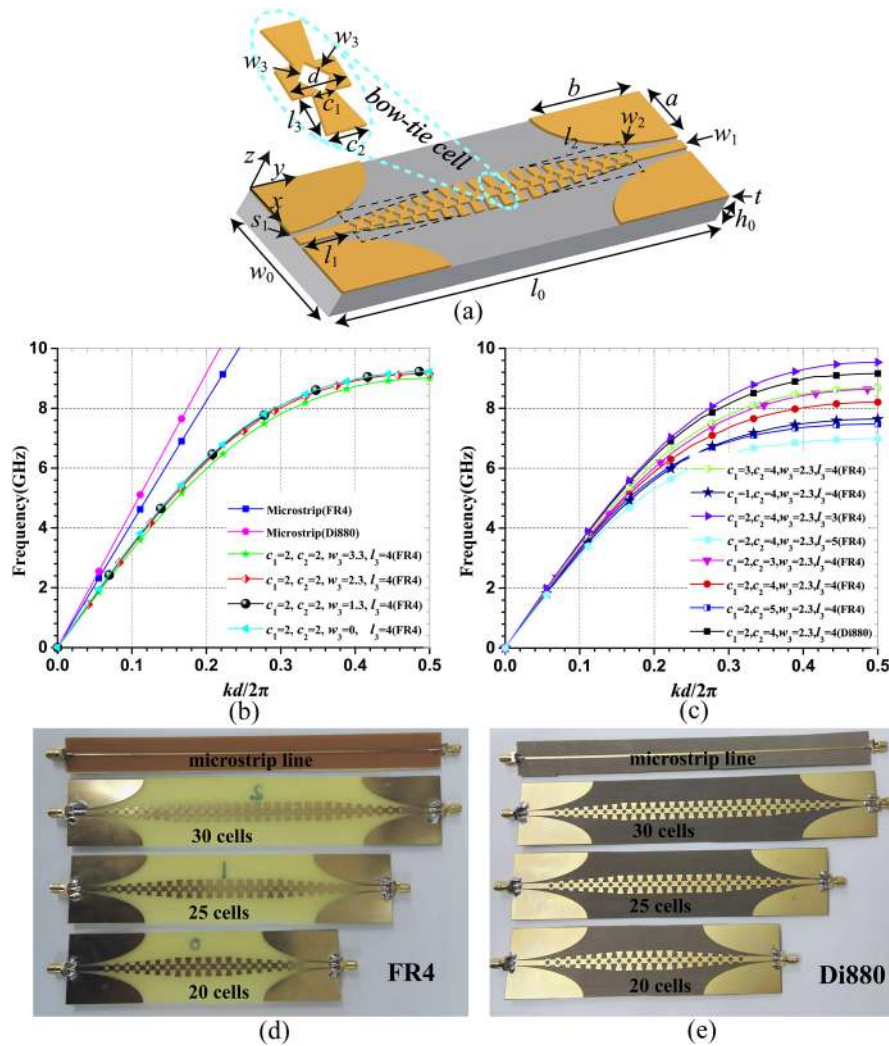 w3
w3
d
c1
l3
c2
bow-tie cell
b
a
w2
l2
w1
z
y
x
s1
l1
t
h0
w0
l0
(a)
10
8
6
4
2
0
Frequency(GHz)
Microstrip(FR4)
Microstrip(Di880)
c1=2, c2=2, w3=3.3, l3=4(FR4)
c1=2, c2=2, w3=2.3, l3=4(FR4)
c1=2, c2=2, w3=1.3, l3=4(FR4)
c1=2, c2=2, w3=0, l3=4(FR4)
0.0 0.1 0.2 0.3 0.4 0.5
kd/2π
(b)
10
8
6
4
2
0
Frequency(GHz)
c1=3,c2=4,w3=2.3,l3=4(FR4)
c1=1,c2=4,w3=2.3,l3=4(FR4)
c1=2,c2=4,w3=2.3,l3=3(FR4)
c1=2,c2=4,w3=2.3,l3=5(FR4)
c1=2,c2=3,w3=2.3,l3=4(FR4)
c1=2,c2=4,w3=2.3,l3=4(FR4)
c1=2,c2=5,w3=2.3,l3=4(FR4)
c1=2,c2=4,w3=2.3,l3=4(Di880)
0.0 0.1 0.2 0.3 0.4 0.5
kd/2π
(c)
microstrip line
30 cells
25 cells
20 cells
FR4
(d)
microstrip line
30 cells
25 cells
20 cells
Di880
(e)